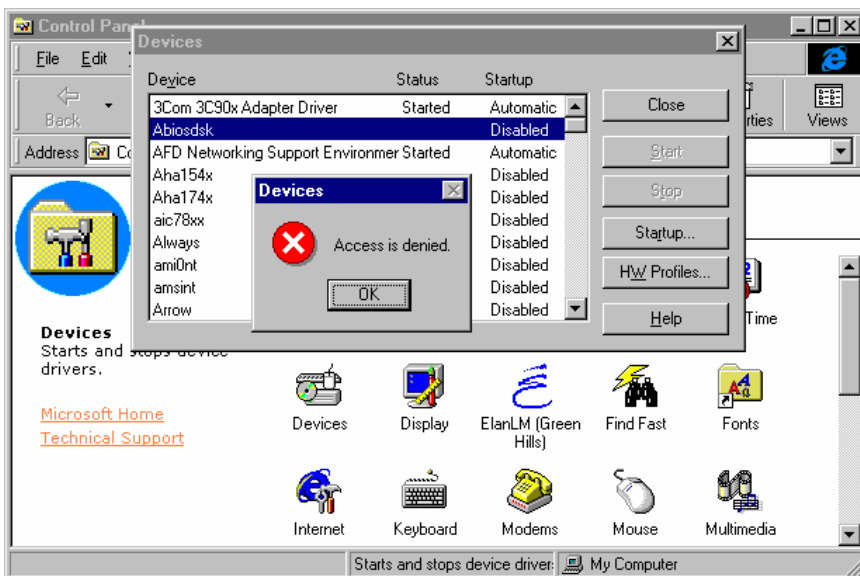 Control Pan
File Edit
Back
rties Views
Address Co
Devices
Device Status Startup
3Com 3C90x Adapter Driver Started Automatic
Abiosdsk Disabled
AFD Networking Support Environmer Started Automatic
Aha154x Disabled
Aha174x Disabled
aic78xx Disabled
Always Disabled
ami0nt Disabled
amsint Disabled
Arrow Disabled
Close
Start
Stop
Startup...
HW Profiles...
Help
Devices
Access is denied.
OK
Devices
Starts and stops device
drivers.
Microsoft Home
Technical Support
Time
Devices Display ElanLM (Green
Hills) Find Fast Fonts
Internet Keyboard Modems Mouse Multimedia
Starts and stops device driver: My Computer